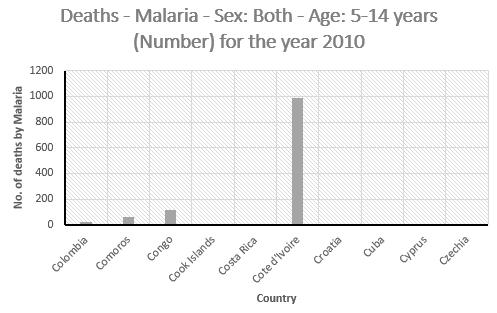 Deaths - Malaria - Sex: Both - Age: 5-14 years
(Number) for the year 2010
No. of deaths by Malaria
1200
1000
800
600
400
200
0
Colombia
Comoros
Congo
Cook Islands
Costa Rica
Cote d'Ivoire
Croatia
Cuba
Cyprus
Czechia
Country